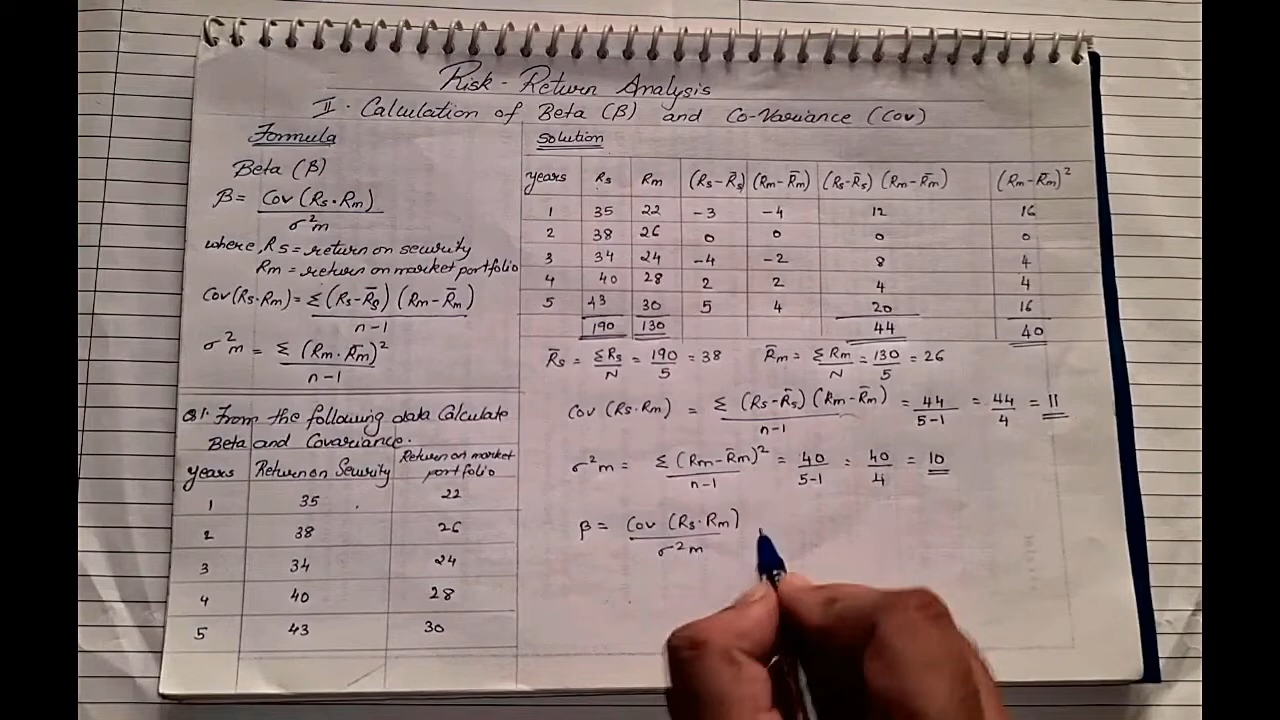 Risk - Return Analysis
II. Calculation of Beta (β) and Co-Variance (Cov)
Formula
Beta (β)
β = Cov (Rs·Rm)
σ²m
where, Rs = return on security
Rm = return on market portfolio
Cov (Rs·Rm) = Σ (Rs-R̄s) (Rm-R̄m)
n-1
σ²m = Σ (Rm·R̄m)²
n-1
Q1. From the following data Calculate
Beta and Covariance.
years Return on Security Return on market portfolio
1 35 22
2 38 26
3 34 24
4 40 28
5 43 30
Solution
years Rs Rm (Rs-R̄s) (Rm-R̄m) (Rs-R̄s) (Rm-R̄m) (Rm-R̄m)²
1 35 22 -3 -4 12 16
2 38 26 0 0 0 0
3 34 24 -4 -2 8 4
4 40 28 2 2 4 4
5 43 30 5 4 20 16
190 130 44 40
R̄s = ΣRs/N = 190/5 = 38 R̄m = ΣRm/N = 130/5 = 26
Cov (Rs·Rm) = Σ (Rs-R̄s) (Rm-R̄m)/n-1 = 44/5-1 = 44/4 = 11
σ²m = Σ (Rm-R̄m)²/n-1 = 40/5-1 = 40/4 = 10
β = Cov (Rs·Rm)
σ²m